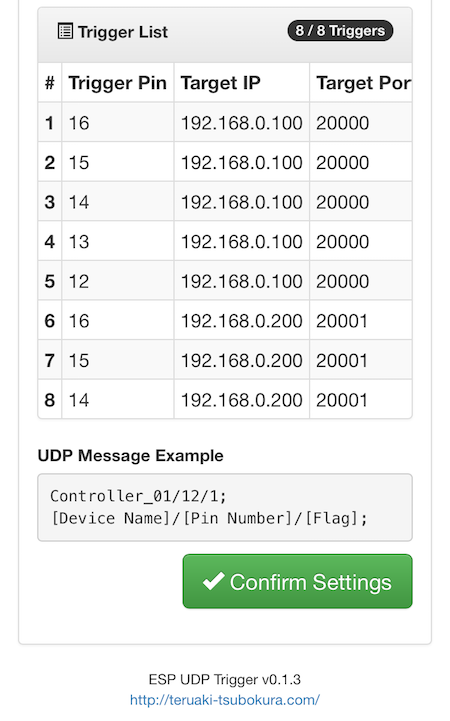 Trigger List 8 / 8 Triggers
# Trigger Pin Target IP Target Por
1 16 192.168.0.100 20000
2 15 192.168.0.100 20000
3 14 192.168.0.100 20000
4 13 192.168.0.100 20000
5 12 192.168.0.100 20000
6 16 192.168.0.200 20001
7 15 192.168.0.200 20001
8 14 192.168.0.200 20001
UDP Message Example
Controller_01/12/1;
[Device Name]/[Pin Number]/[Flag];
Confirm Settings
ESP UDP Trigger v0.1.3
http://teruaki-tsubokura.com/